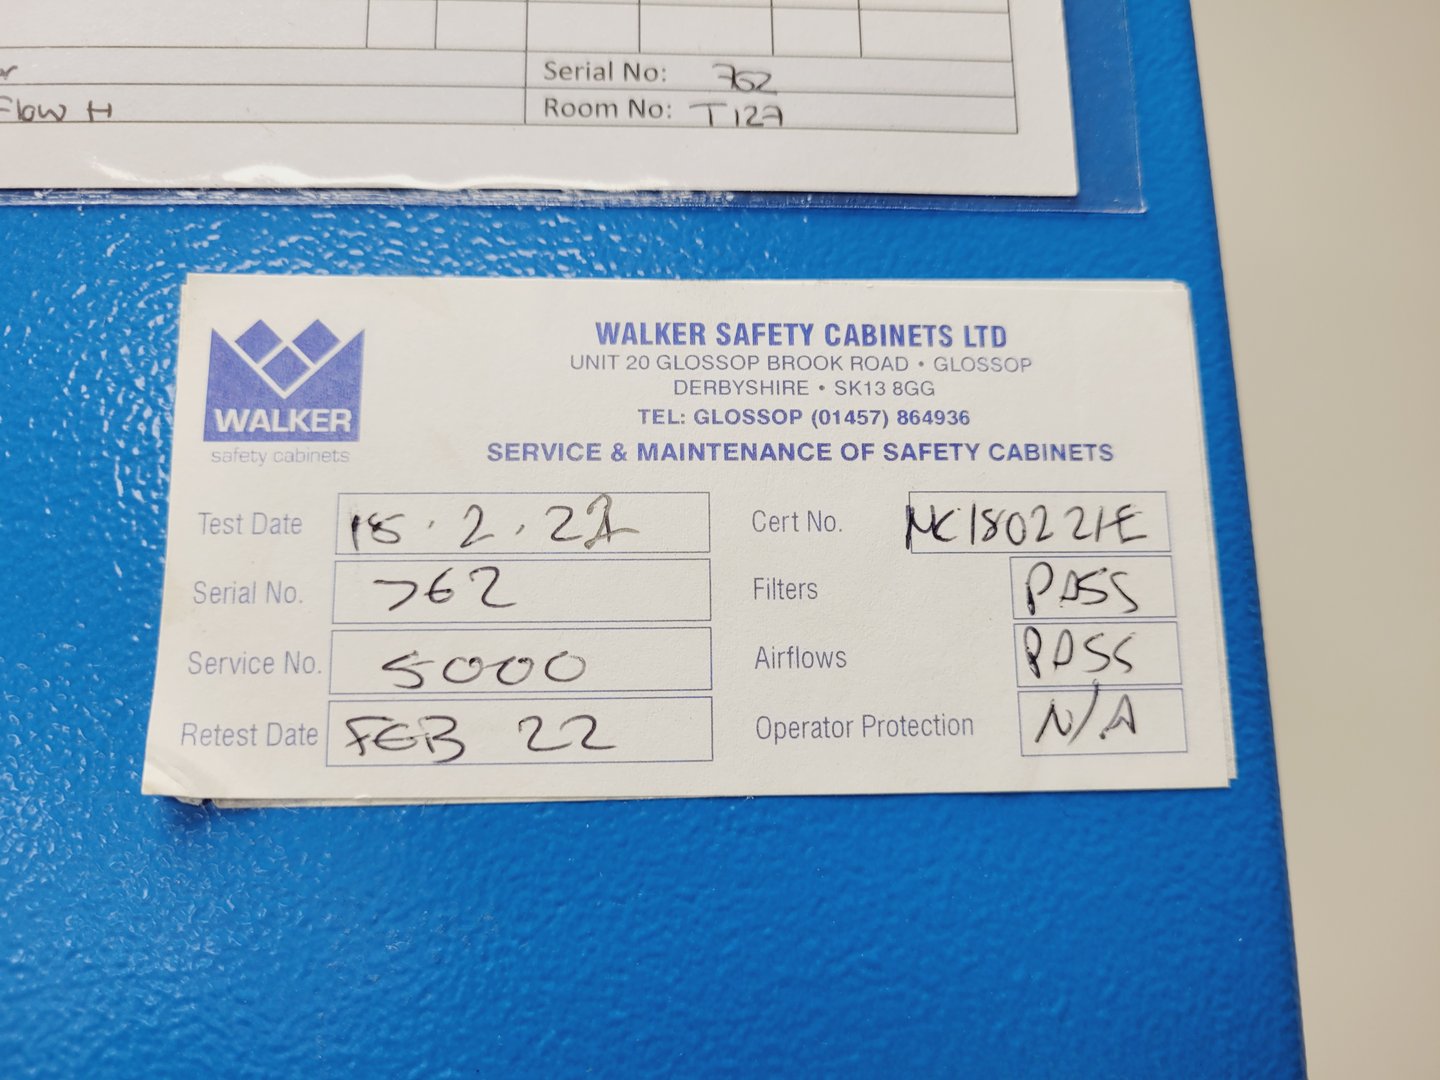 Serial No: 762
Flow H
Room No: T127
WALKER
safety cabinets
WALKER SAFETY CABINETS LTD
UNIT 20 GLOSSOP BROOK ROAD • GLOSSOP
DERBYSHIRE • SK13 8GG
TEL: GLOSSOP (01457) 864936
SERVICE & MAINTENANCE OF SAFETY CABINETS
Test Date 18.2.21
Serial No. 762
Service No. 5000
Retest Date FEB 22
Cert No. NC180221E
Filters PASS
Airflows PASS
Operator Protection N/A